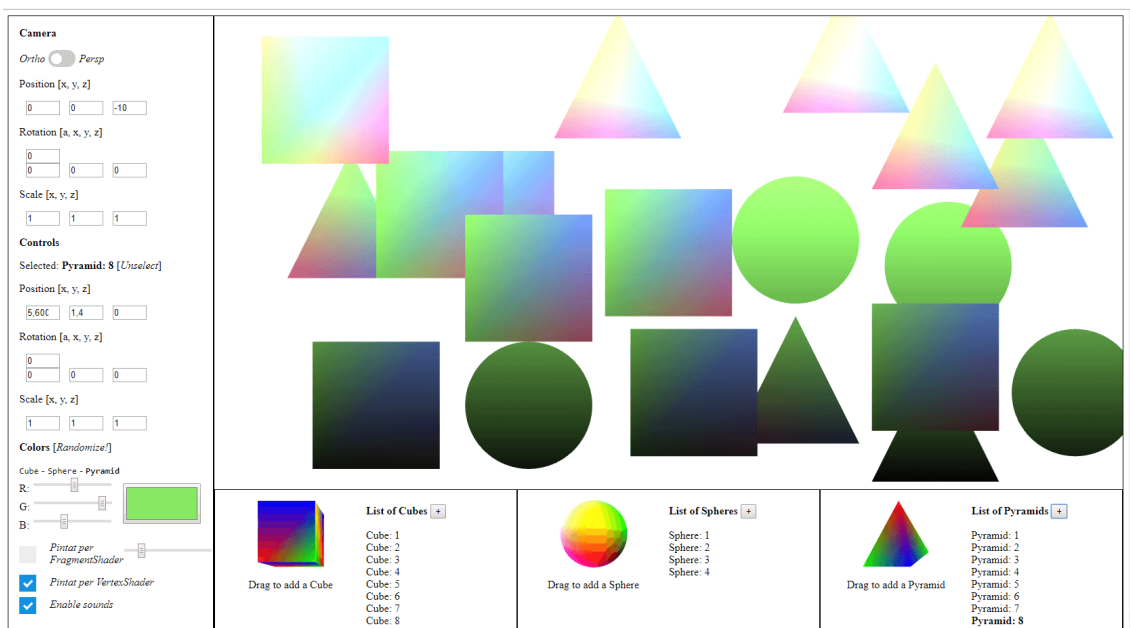 Camera
Ortho Persp
Position [x, y, z]
0 0 -10
Rotation [a, x, y, z]
0
0 0 0
Scale [x, y, z]
1 1 1
Controls
Selected: Pyramid: 8 [Unselect]
Position [x, y, z]
5.60 1,4 0
Rotation [a, x, y, z]
0
0 0 0
Scale [x, y, z]
1 1 1
Colors [Randomize!]
Cube - Sphere - Pyramid
R:
G:
B:
Pintat per
FragmentShader
Pintat per VertexShader
Enable sounds
Drag to add a Cube
List of Cubes +
Cube: 1
Cube: 2
Cube: 3
Cube: 4
Cube: 5
Cube: 6
Cube: 7
Cube: 8
Drag to add a Sphere
List of Spheres +
Sphere: 1
Sphere: 2
Sphere: 3
Sphere: 4
Drag to add a Pyramid
List of Pyramids +
Pyramid: 1
Pyramid: 2
Pyramid: 3
Pyramid: 4
Pyramid: 5
Pyramid: 6
Pyramid: 7
Pyramid: 8